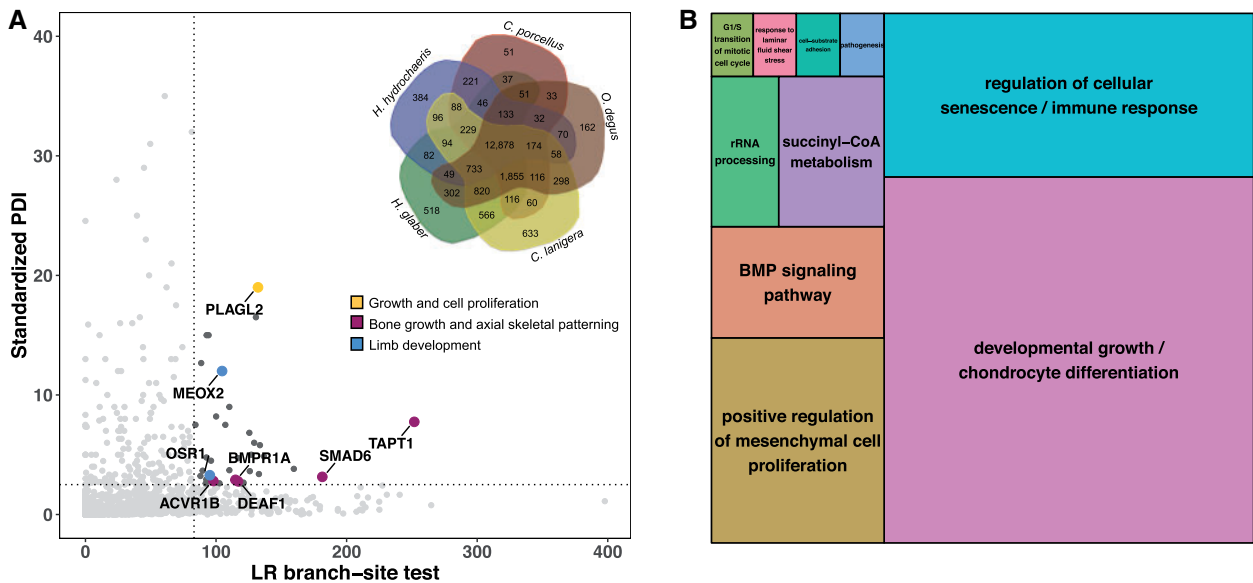 A
Standardized PDI
40
30
20
10
0
0
100
200
300
400
LR branch–site test
C. porcellus
H. hydrochaeris
O. degus
H. glaber
C. lanigera
51
221
37
384
51
33
88
46
96
133
32
162
229
70
94
12,878
174
82
58
733
49
1,855
116
298
302
820
116
60
518
566
633
Growth and cell proliferation
Bone growth and axial skeletal patterning
Limb development
PLAGL2
MEOX2
TAPT1
OSR1
BMPR1A
SMAD6
ACVR1B
DEAF1
B
G1/S
transition
of mitotic
cell cycle
response to
laminar
fluid shear
stress
cell–substrate
adhesion
pathogenesis
rRNA
processing
succinyl–CoA
metabolism
BMP signaling
pathway
positive regulation
of mesenchymal cell
proliferation
regulation of cellular
senescence / immune response
developmental growth /
chondrocyte differentiation